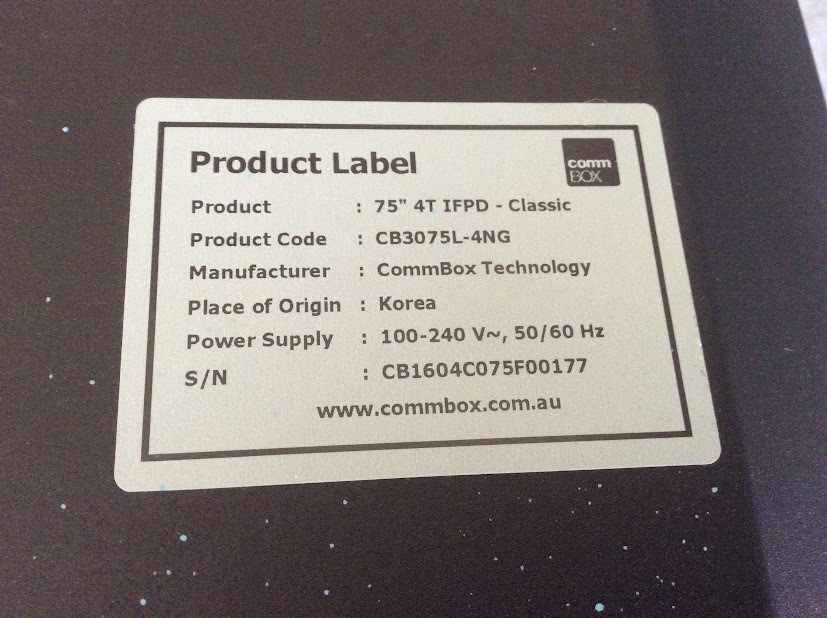 Product Label
comm
BOX
Product : 75" 4T IFPD - Classic
Product Code : CB3075L-4NG
Manufacturer : CommBox Technology
Place of Origin : Korea
Power Supply : 100-240 V~, 50/60 Hz
S/N : CB1604C075F00177
www.commbox.com.au